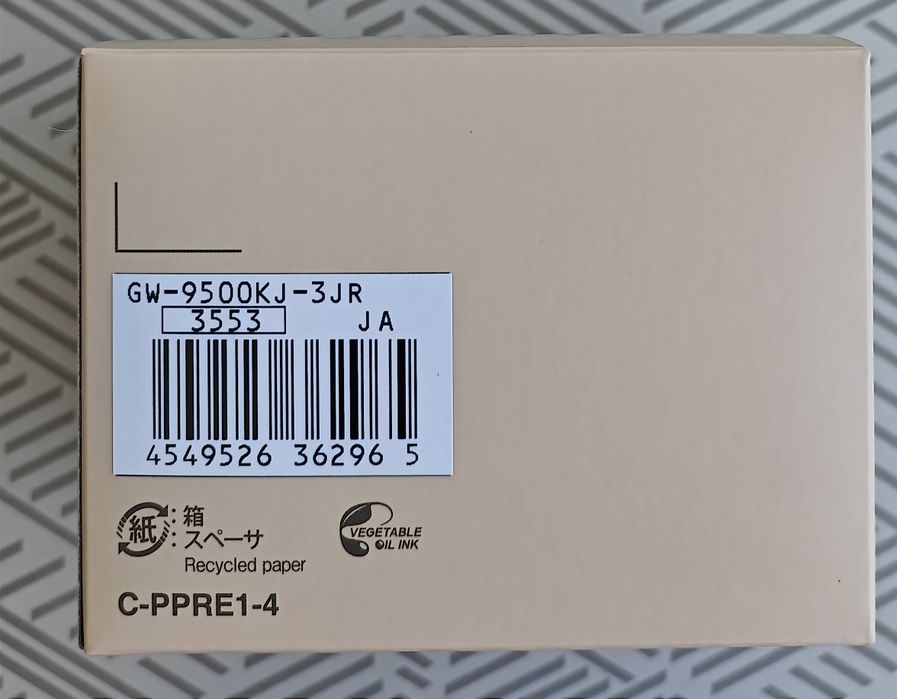 GW-9500KJ-3JR
3553 JA
4549526 36296 5
紙 : 箱
: スペーサ
Recycled paper
VEGETABLE
OIL INK
C-PPRE1-4